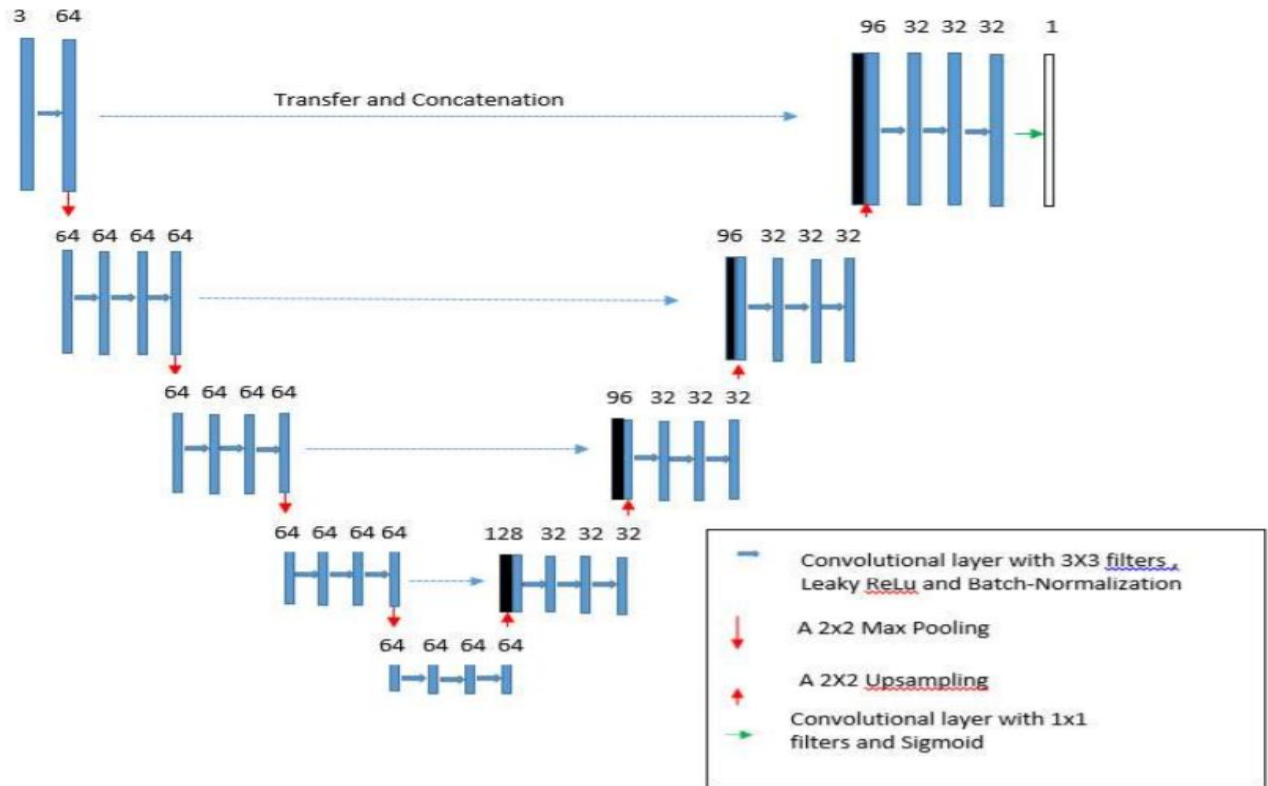 3 64
96 32 32 32 1
Transfer and Concatenation
64 64 64 64
96 32 32 32
64 64 64 64
96 32 32 32
64 64 64 64
128 32 32 32
64 64 64 64
Convolutional layer with 3X3 filters ,
Leaky ReLu and Batch-Normalization
A 2x2 Max Pooling
A 2X2 Upsampling
Convolutional layer with 1x1
filters and Sigmoid